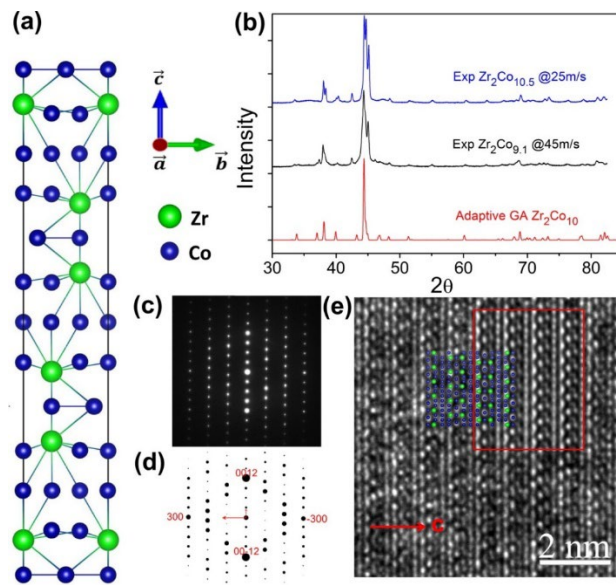 (a)
c
b
a
Zr
Co
(b)
Intensity
Exp Zr₂Co₁₀.₅ @25m/s
Exp Zr₂Co₉.₁ @45m/s
Adaptive GA Zr₂Co₁₀
30 40 50 60 70 80
2θ
(c)
(d)
00 12
300
-300
00-12
(e)
C
2 nm